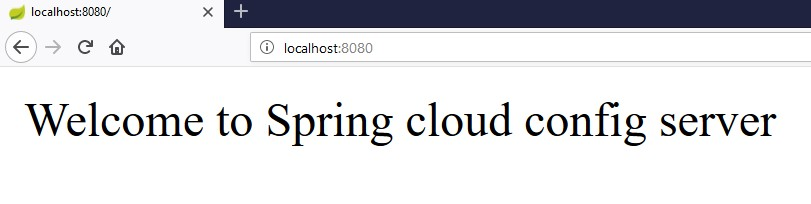 localhost:8080/
localhost:8080
Welcome to Spring cloud config server